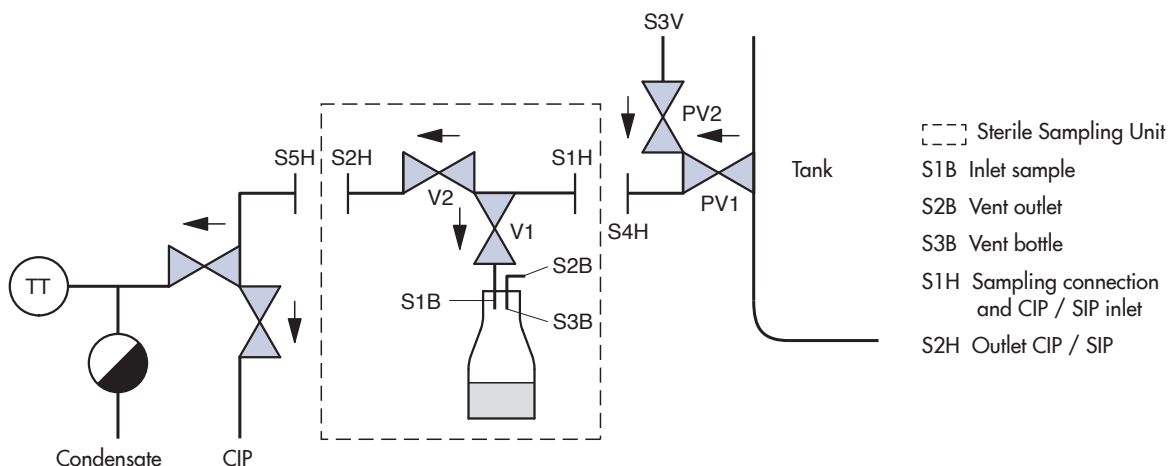 S3V
PV2
S5H
S2H
S1H
Tank
V2
PV1
V1
S4H
TT
S2B
S1B
S3B
Condensate
CIP
Sterile Sampling Unit
S1B Inlet sample
S2B Vent outlet
S3B Vent bottle
S1H Sampling connection
and CIP / SIP inlet
S2H Outlet CIP / SIP